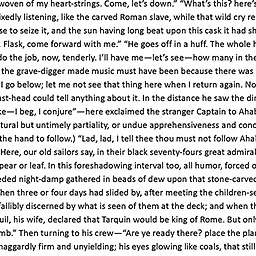 woven of my heart-strings. Come, let's down." "What's this? here's
ixedly listening, like the carved Roman slave, while that wild cry re
se to seize it, and the sun having long beat upon this cask it had sh
. Flask, come forward with me." "He goes off in a huff. The whole h
do the job, now, tenderly. I'll have me—let's see—how many in the
the grave-digger made music must have been because there was
I go below; let me not see that thing here when I return again. No
st-head could tell anything about it. In the distance he saw the di
te—I beg, I conjure"—here exclaimed the stranger Captain to Ahab
tural but untimely partiality, or undue apprehensiveness and conc
the hand to follow.) "Lad, lad, I tell thee thou must not follow Ahal
Here, our old sailors say, in their black seventy-fours great admiral
pear or leaf. In this foreshadowing interval too, all humor, forced o
eded night-damp gathered in beads of dew upon that stone-carved
hen three or four days had slided by, after meeting the children-se
fallibly discerned by what is seen of them at the deck; and when th
uil, his wife, declared that Tarquin would be king of Rome. But only
mb." Then turning to his crew—"Are ye ready there? place the plan
haggardly firm and unyielding; his eyes glowing like coals, that still